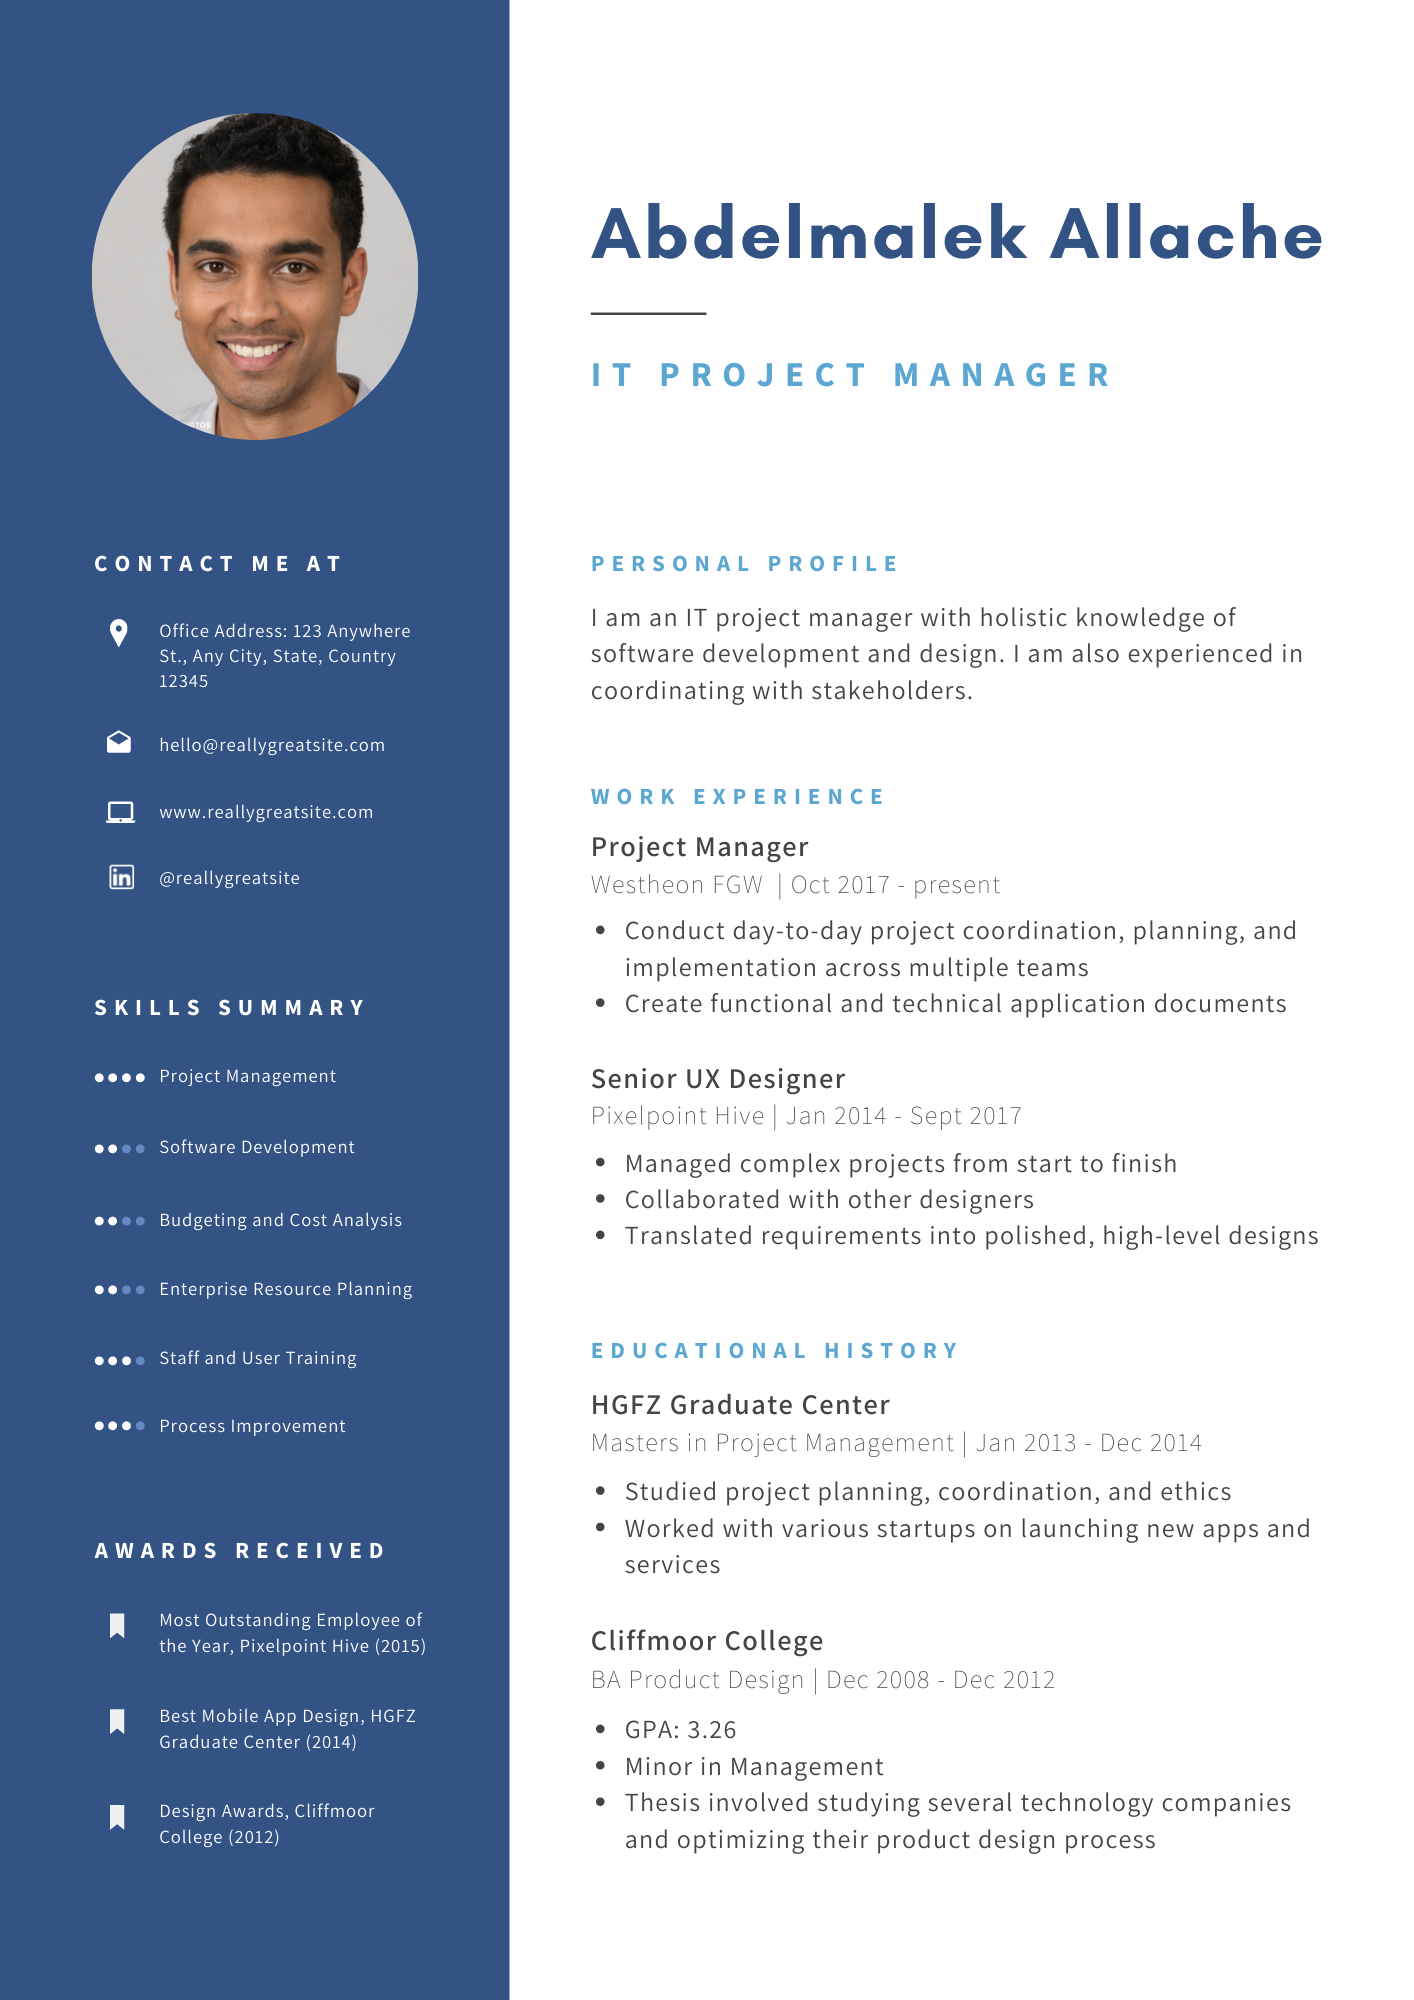 Abdelmalek Allache
IT PROJECT MANAGER
CONTACT ME AT
Office Address: 123 Anywhere
St., Any City, State, Country
12345
hello@reallygreatsite.com
www.reallygreatsite.com
@reallygreatsite
SKILLS SUMMARY
Project Management
Software Development
Budgeting and Cost Analysis
Enterprise Resource Planning
Staff and User Training
Process Improvement
AWARDS RECEIVED
Most Outstanding Employee of
the Year, Pixelpoint Hive (2015)
Best Mobile App Design, HGFZ
Graduate Center (2014)
Design Awards, Cliffmoor
College (2012)
PERSONAL PROFILE
I am an IT project manager with holistic knowledge of
software development and design. I am also experienced in
coordinating with stakeholders.
WORK EXPERIENCE
Project Manager
Westheon FGW | Oct 2017 - present
• Conduct day-to-day project coordination, planning, and
implementation across multiple teams
• Create functional and technical application documents
Senior UX Designer
Pixelpoint Hive | Jan 2014 - Sept 2017
• Managed complex projects from start to finish
• Collaborated with other designers
• Translated requirements into polished, high-level designs
EDUCATIONAL HISTORY
HGFZ Graduate Center
Masters in Project Management | Jan 2013 - Dec 2014
• Studied project planning, coordination, and ethics
• Worked with various startups on launching new apps and
services
Cliffmoor College
BA Product Design | Dec 2008 - Dec 2012
• GPA: 3.26
• Minor in Management
• Thesis involved studying several technology companies
and optimizing their product design process